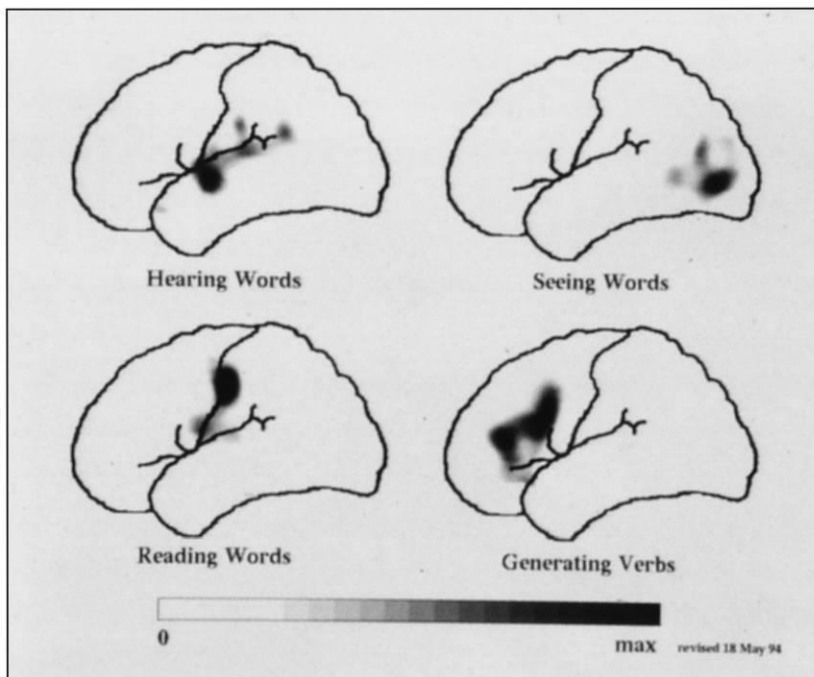 Hearing Words
Seeing Words
Reading Words
Generating Verbs
0
max
revised 18 May 94